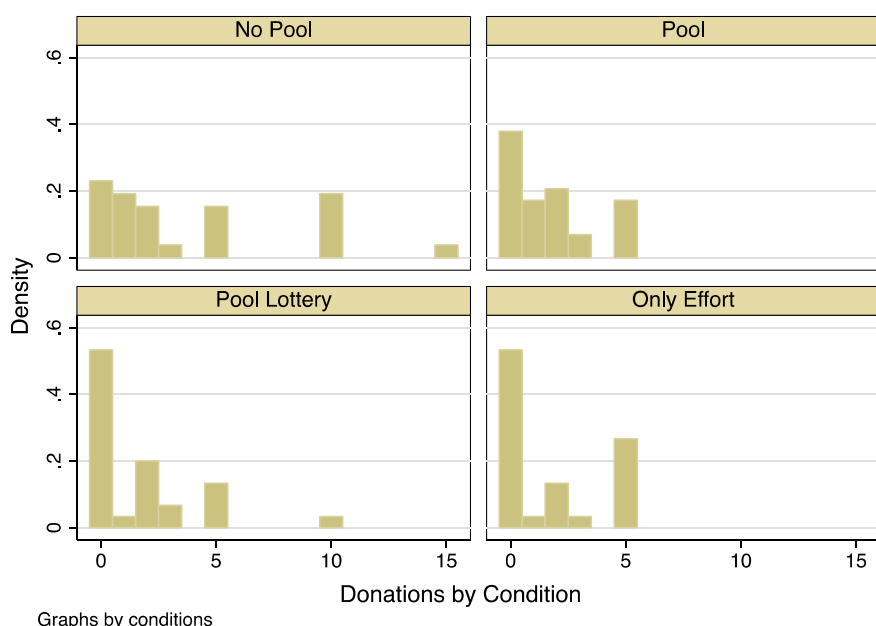 No Pool
Pool
.6
.4
.2
0
Pool Lottery
Only Effort
.6
.4
.2
0
0 5 10 15 0 5 10 15
Density
Donations by Condition
Graphs by conditions